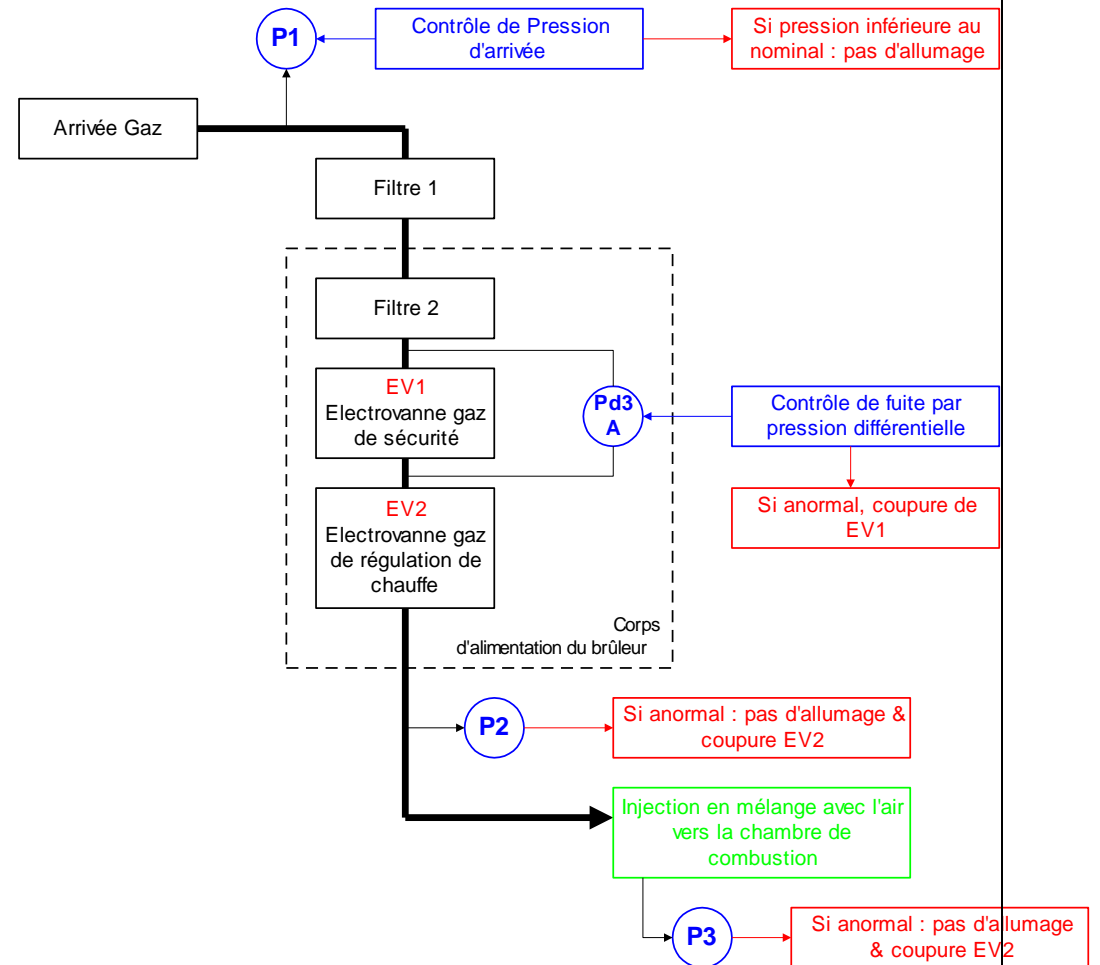 P1
Contrôle de Pression
d'arrivée
Si pression inférieure au
nominal : pas d'allumage
Arrivée Gaz
Filtre 1
Filtre 2
EV1
Electrovanne gaz
de sécurité
Pd3
A
Contrôle de fuite par
pression différentielle
Si anormal, coupure de
EV1
EV2
Electrovanne gaz
de régulation de
chauffe
Corps
d'alimentation du brûleur
P2
Si anormal : pas d'allumage &
coupure EV2
Injection en mélange avec l'air
vers la chambre de
combustion
P3
Si anormal : pas d'allumage
& coupure EV2